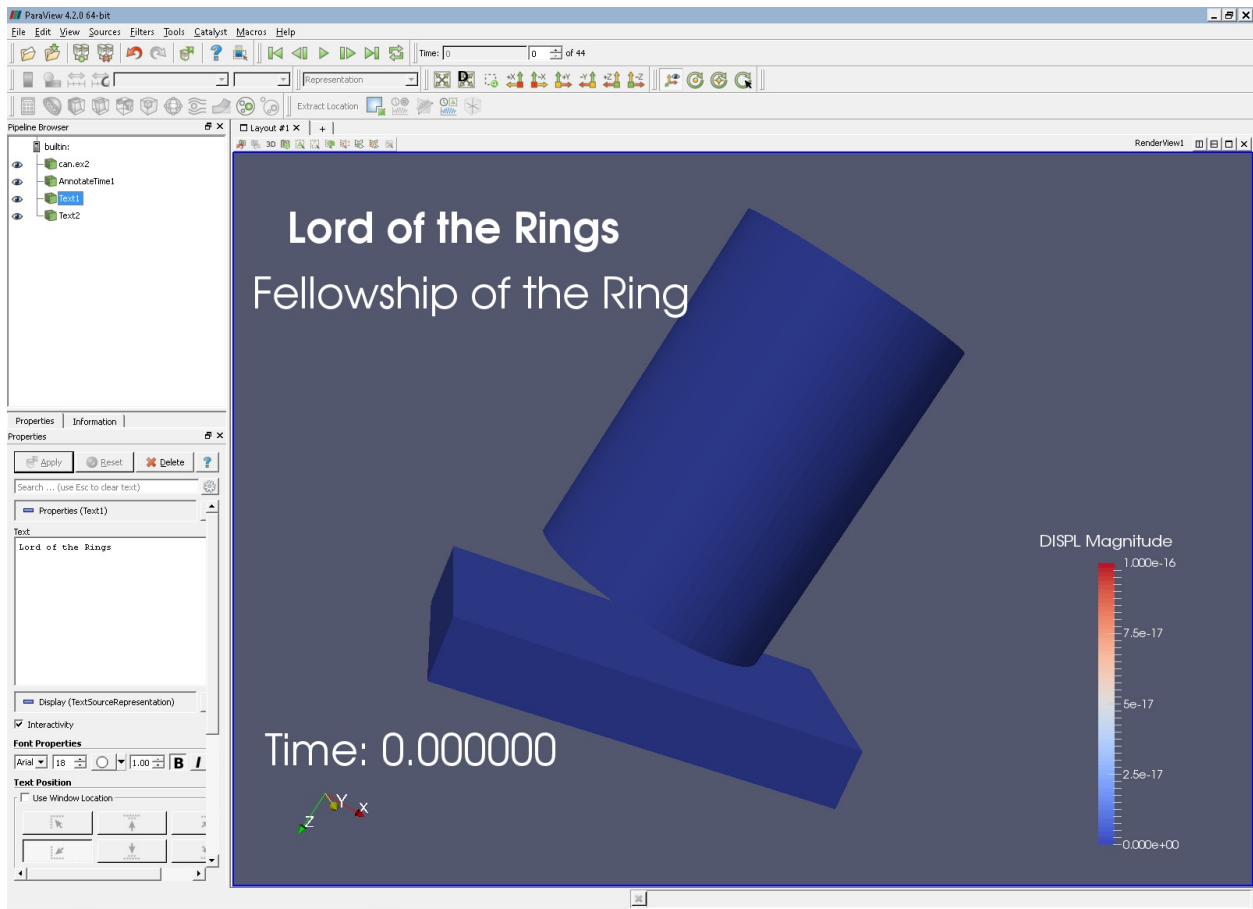 ParaView 4.2.0 64-bit
File Edit View Sources Filters Tools Catalyst Macros Help
Time: 0 0 of 44
Representation
Extract Location
Pipeline Browser
Layout #1
3D
RenderView1
builtin:
can.ex2
AnnotateTime1
Text1
Text2
Lord of the Rings
Fellowship of the Ring
Properties Information
Properties
Apply Reset Delete ?
Search ... (use Esc to clear text)
Properties (Text1)
Text
Lord of the Rings
DISPL Magnitude
1.000e-16
7.5e-17
5e-17
2.5e-17
0.000e+00
Display (TextSourceRepresentation)
Interactivity
Font Properties
Arial 18 1.00 B I
Text Position
Use Window Location
Time: 0.000000
Y X
Z